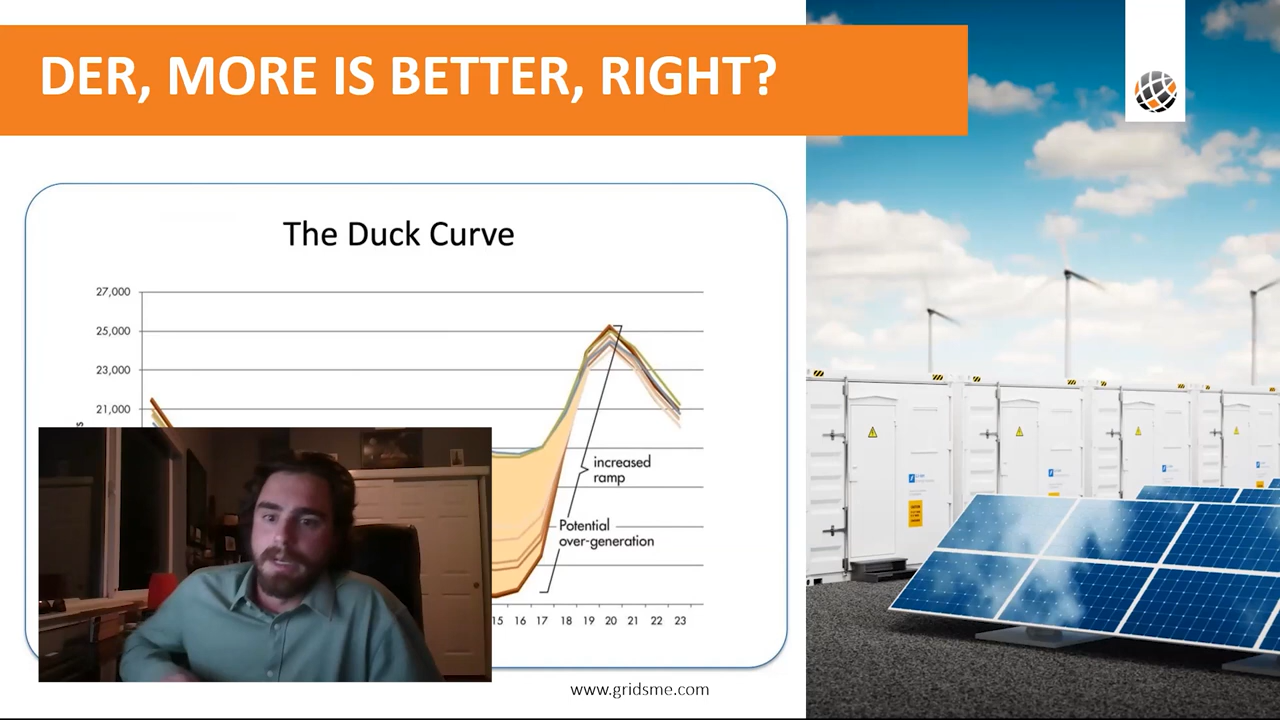 DER, MORE IS BETTER, RIGHT?
The Duck Curve
27,000
25,000
23,000
21,000
increased
ramp
Potential
over-generation
15 16 17 18 19 20 21 22 23
www.gridsme.com